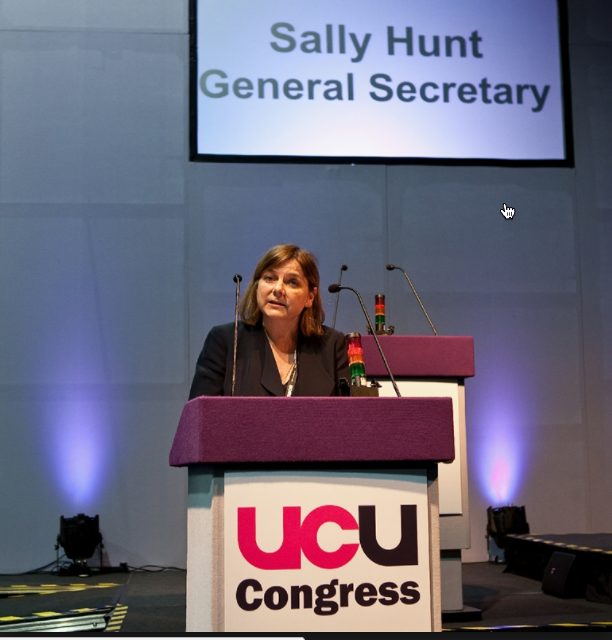 Sally Hunt
General Secretary
UCU
Congress